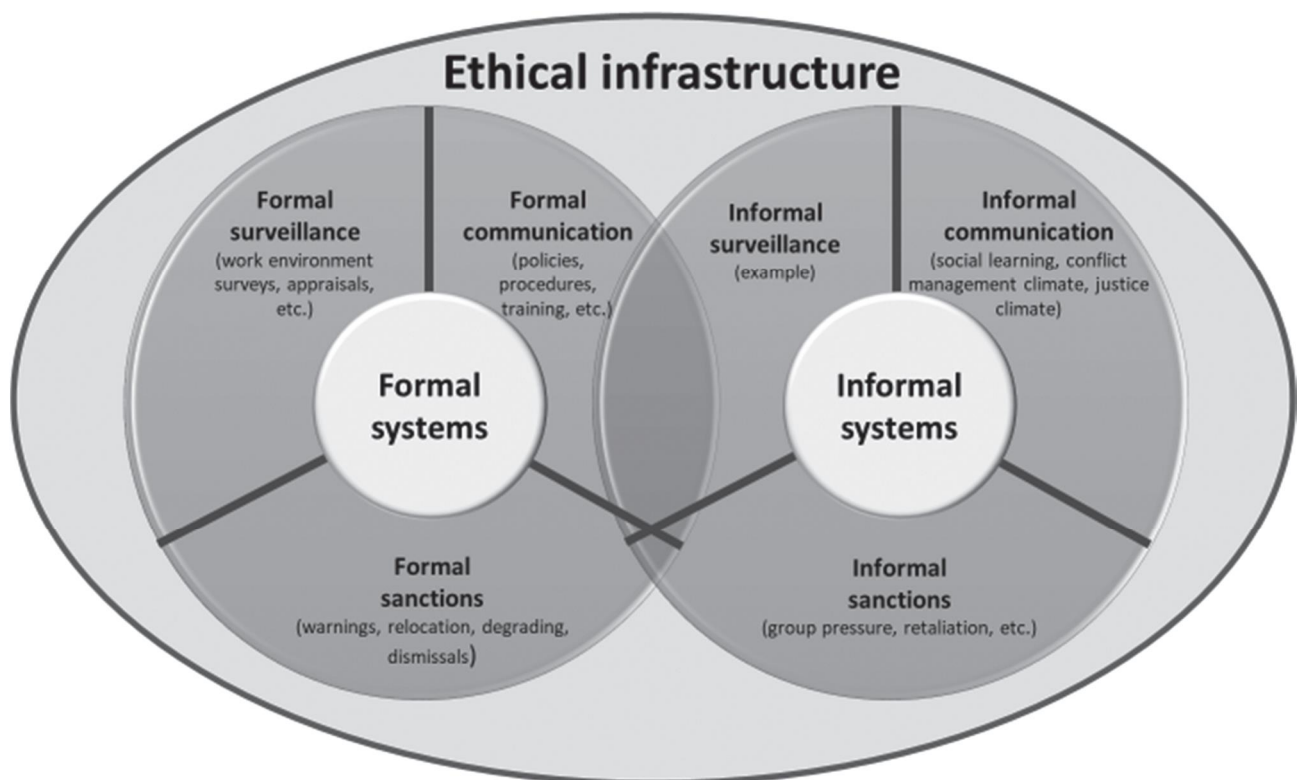 Ethical infrastructure
Formal
surveillance
(work environment
surveys, appraisals,
etc.)
Formal
communication
(policies,
procedures,
training, etc.)
Formal
systems
Formal
sanctions
(warnings, relocation, degrading,
dismissals)
Informal
surveillance
(example)
Informal
communication
(social learning, conflict
management climate, justice
climate)
Informal
systems
Informal
sanctions
(group pressure, retaliation, etc.)